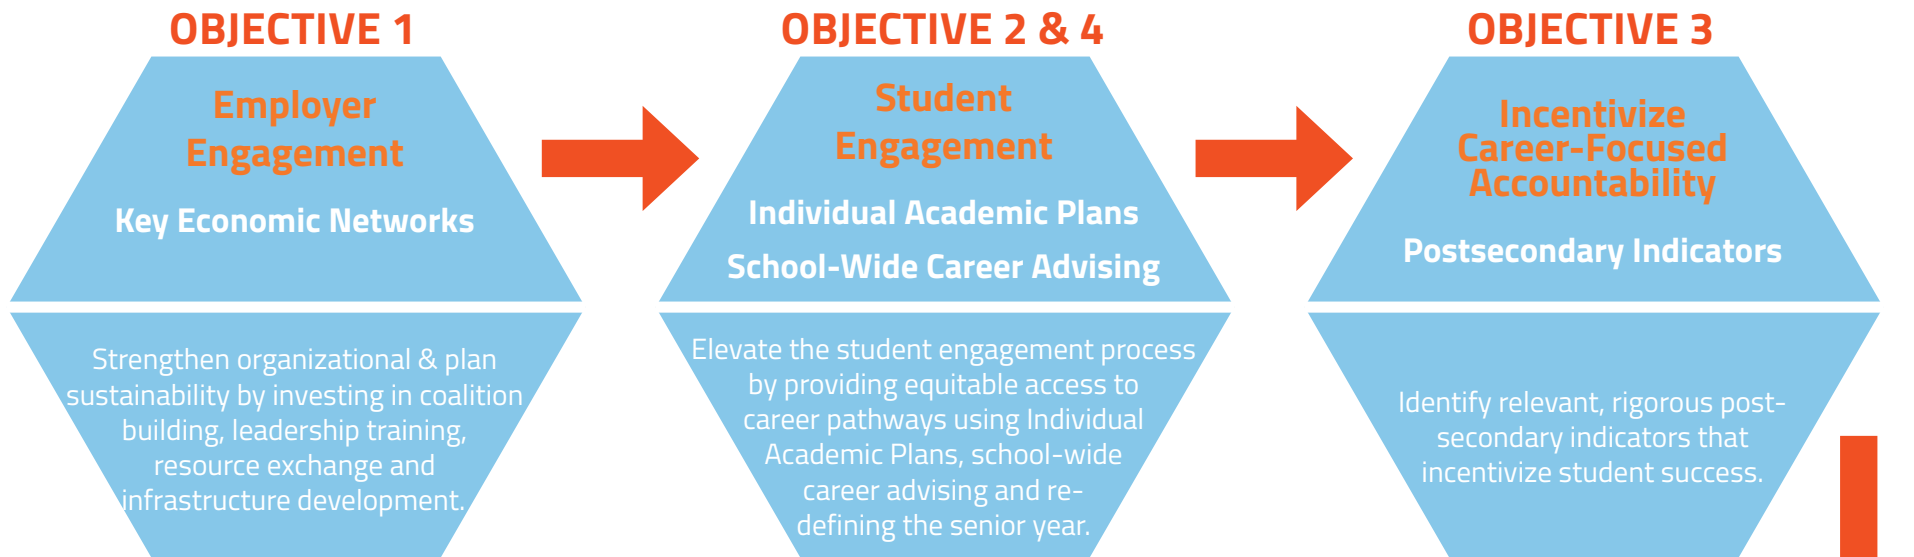 OBJECTIVE 1
Employer
Engagement
Key Economic Networks
Strengthen organizational & plan
sustainability by investing in coalition
building, leadership training,
resource exchange and
infrastructure development.
OBJECTIVE 2 & 4
Student
Engagement
Individual Academic Plans
School-Wide Career Advising
Elevate the student engagement process
by providing equitable access to
career pathways using Individual
Academic Plans, school-wide
career advising and re-
defining the senior year.
OBJECTIVE 3
Incentivize
Career-Focused
Accountability
Postsecondary Indicators
Identify relevant, rigorous post-
secondary indicators that
incentivize student success.